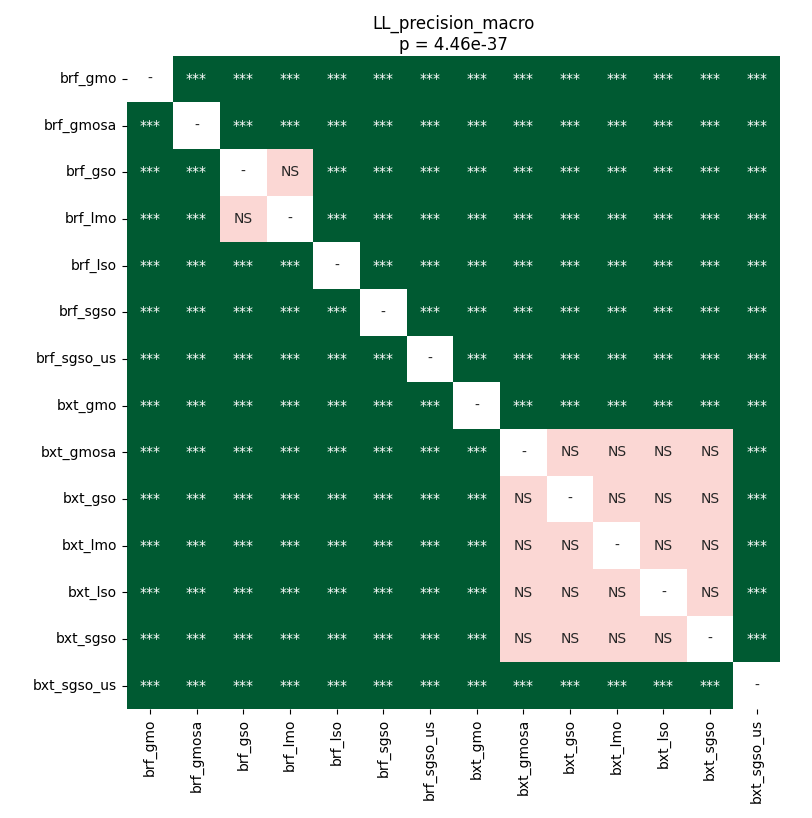 LL_precision_macro
p = 4.46e-37
brf_gmo - *** *** *** *** *** *** *** *** *** *** *** *** ***
brf_gmosa *** - *** *** *** *** *** *** *** *** *** *** *** ***
brf_gso *** *** - NS *** *** *** *** *** *** *** *** *** ***
brf_lmo *** *** NS - *** *** *** *** *** *** *** *** *** ***
brf_lso *** *** *** *** - *** *** *** *** *** *** *** *** ***
brf_sgso *** *** *** *** *** - *** *** *** *** *** *** *** ***
brf_sgso_us *** *** *** *** *** *** - *** *** *** *** *** *** ***
bxt_gmo *** *** *** *** *** *** *** - *** *** *** *** *** ***
bxt_gmosa *** *** *** *** *** *** *** *** - NS NS NS NS ***
bxt_gso *** *** *** *** *** *** *** *** NS - NS NS NS ***
bxt_lmo *** *** *** *** *** *** *** *** NS NS - NS NS ***
bxt_lso *** *** *** *** *** *** *** *** NS NS NS - NS ***
bxt_sgso *** *** *** *** *** *** *** *** NS NS NS NS - ***
bxt_sgso_us *** *** *** *** *** *** *** *** *** *** *** *** *** -
brf_gmo brf_gmosa brf_gso brf_lmo brf_lso brf_sgso brf_sgso_us bxt_gmo bxt_gmosa bxt_gso bxt_lmo bxt_lso bxt_sgso bxt_sgso_us